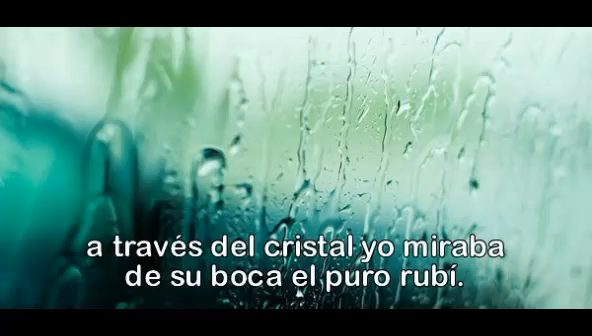 a través del cristal yo miraba
de su boca el puro rubí.